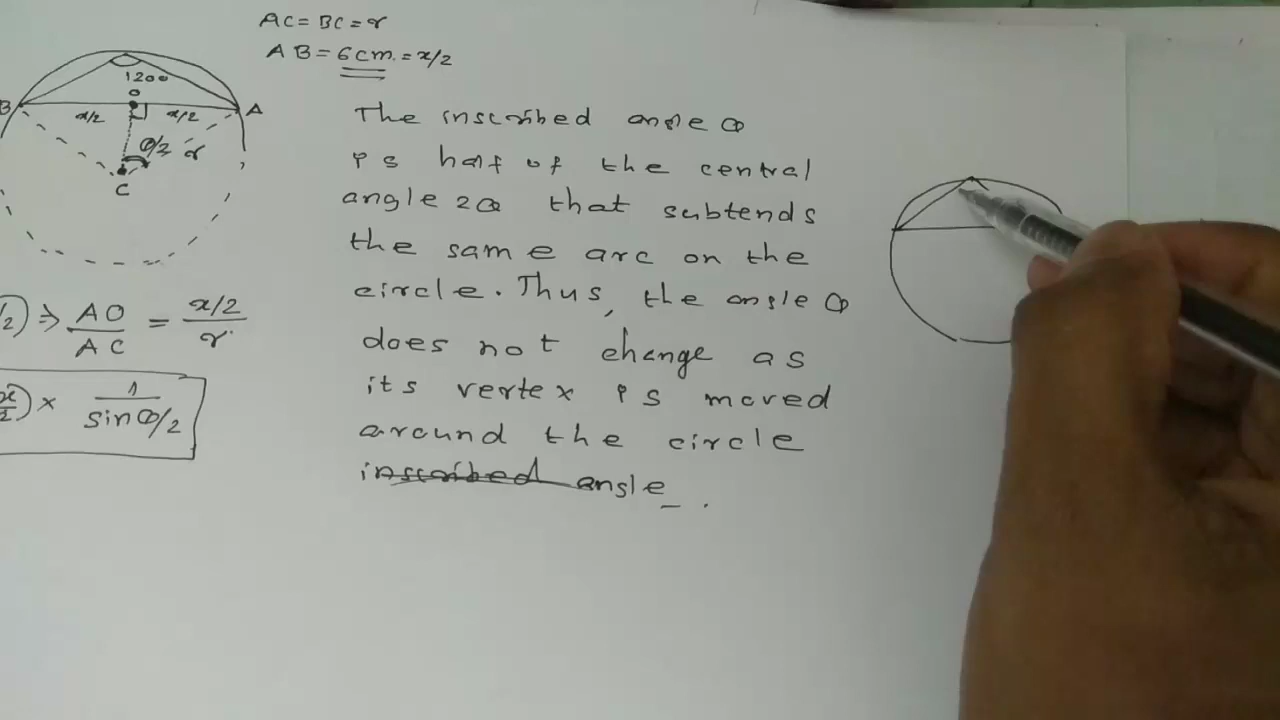 AC = BC = r
AB = 6cm. = x/2
120°
B
O
A
x/2
x/2
θ/2
r
C
The inscribed angle θ
is half of the central
angle 2θ that subtends
the same arc on the
circle. Thus, the angle θ
does not change as
its vertex is moved
around the circle
inscribed angle.
/2) ⇒ AO/AC = x/2/r
x/2) × 1/sin θ/2